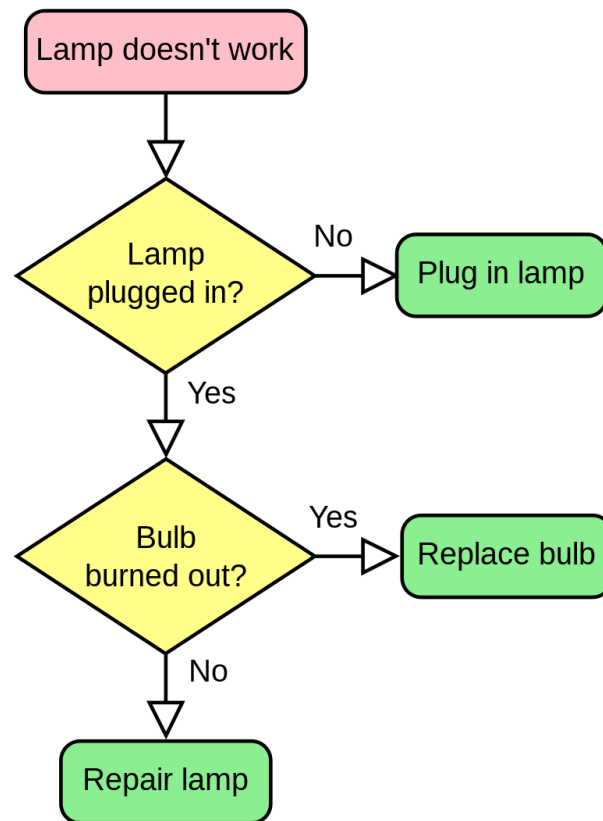 Lamp doesn't work
Lamp
plugged in?
No
Plug in lamp
Yes
Bulb
burned out?
Yes
Replace bulb
No
Repair lamp